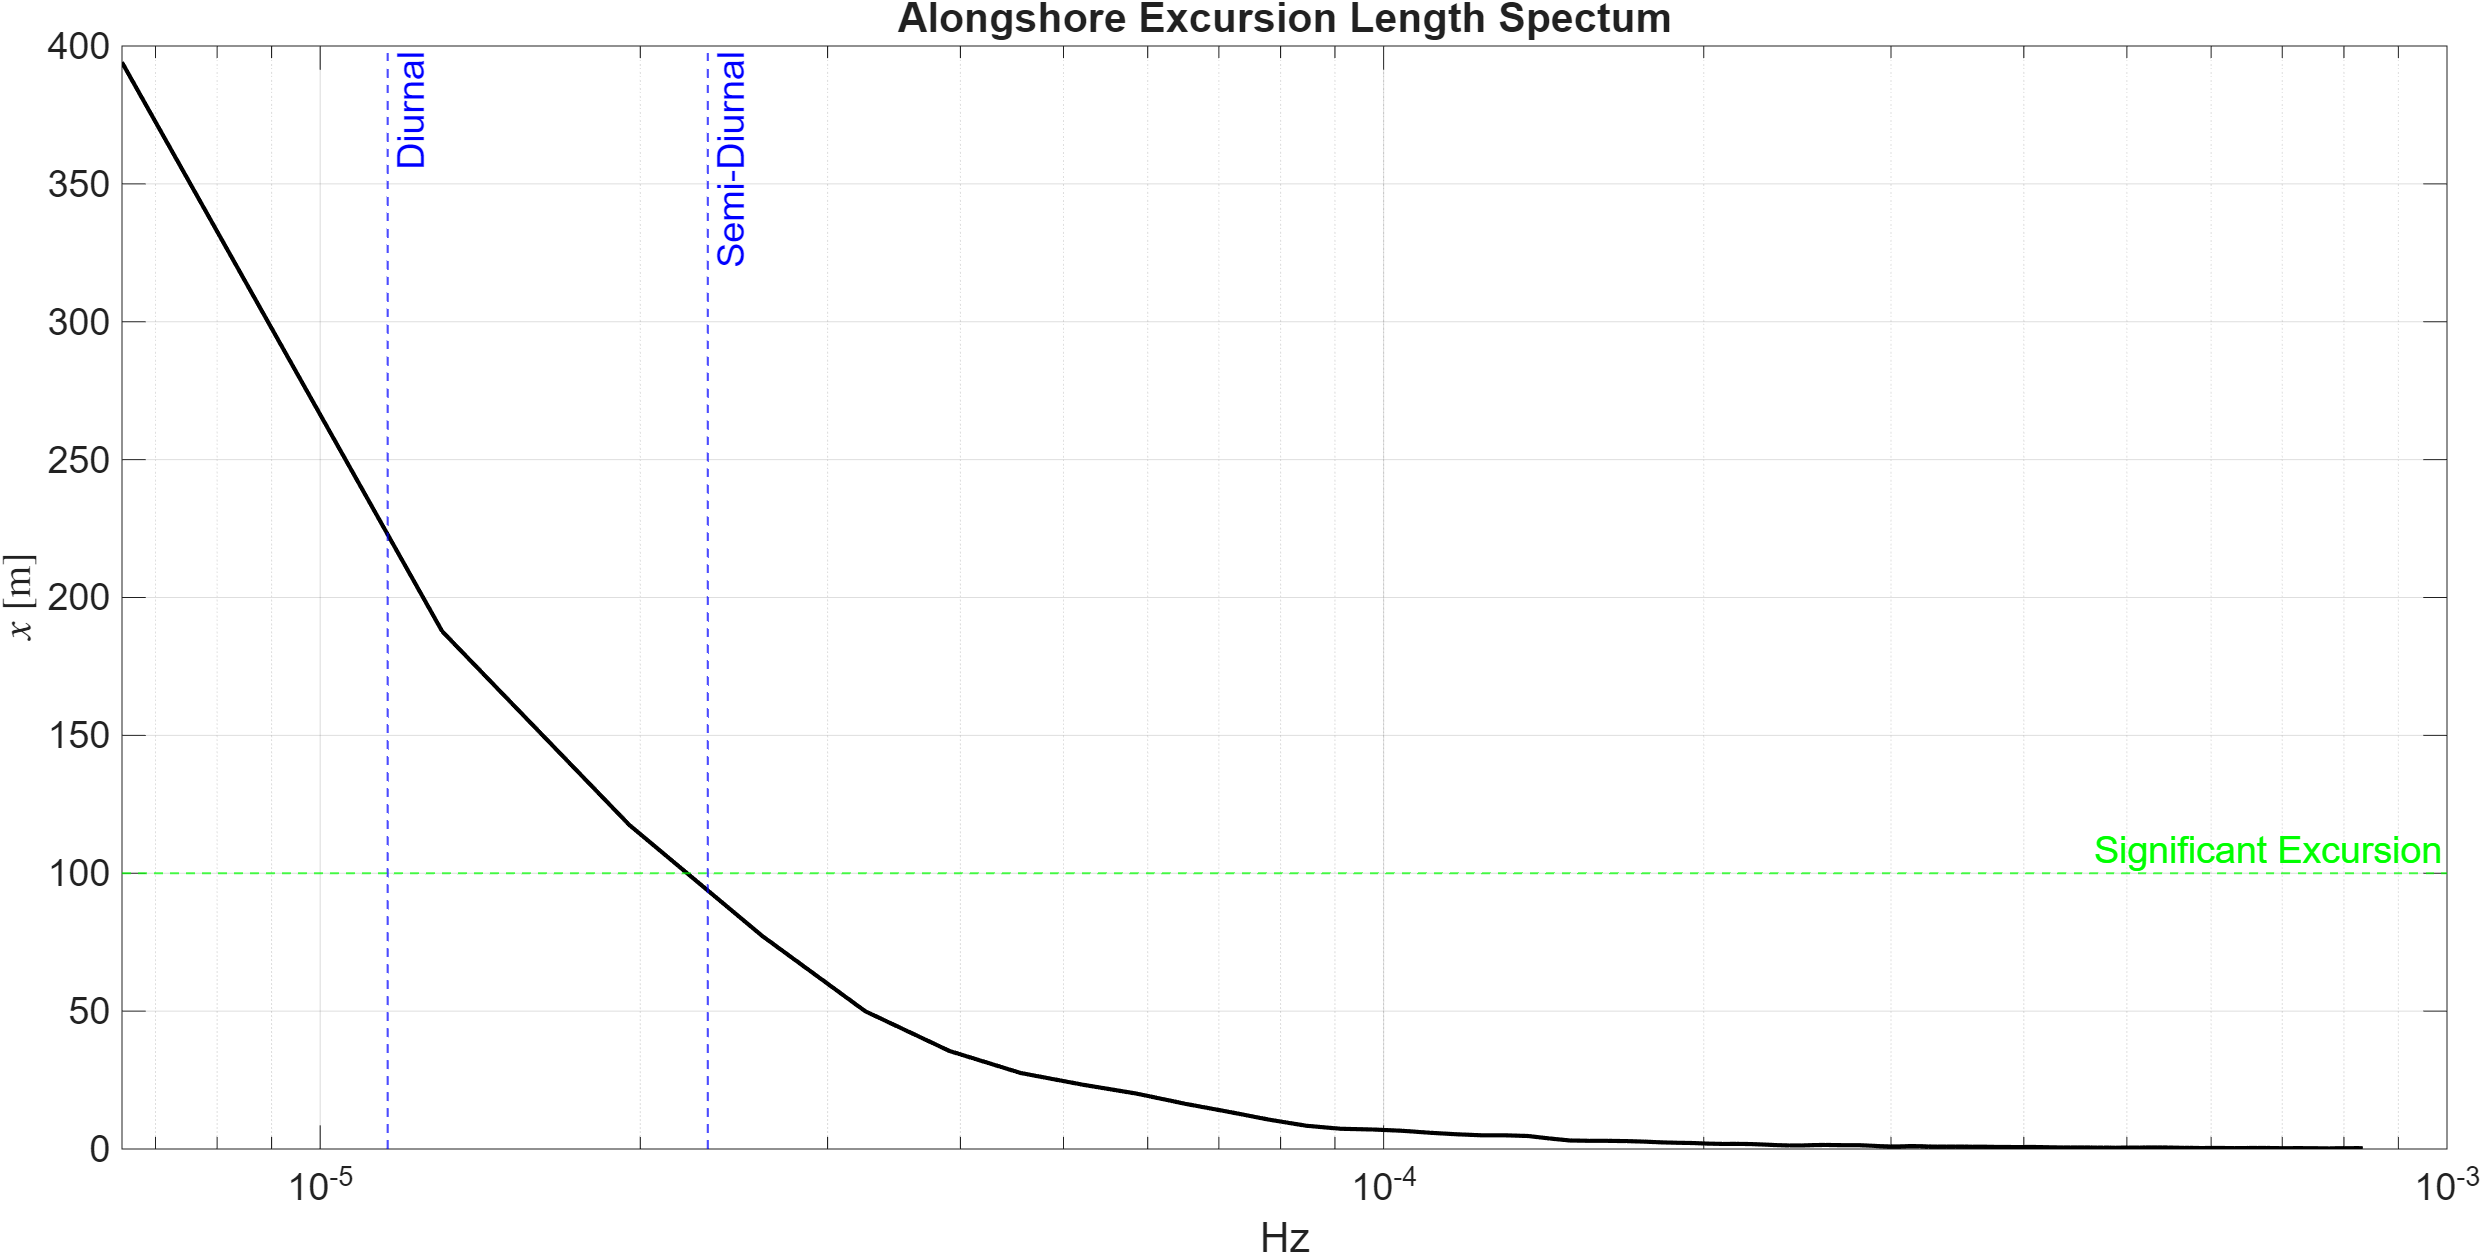 Alongshore Excursion Length Spectum
400
350
300
250
200
150
100
50
0
x [m]
Diurnal
Semi-Diurnal
Significant Excursion
10⁻⁵
10⁻⁴
10⁻³
Hz